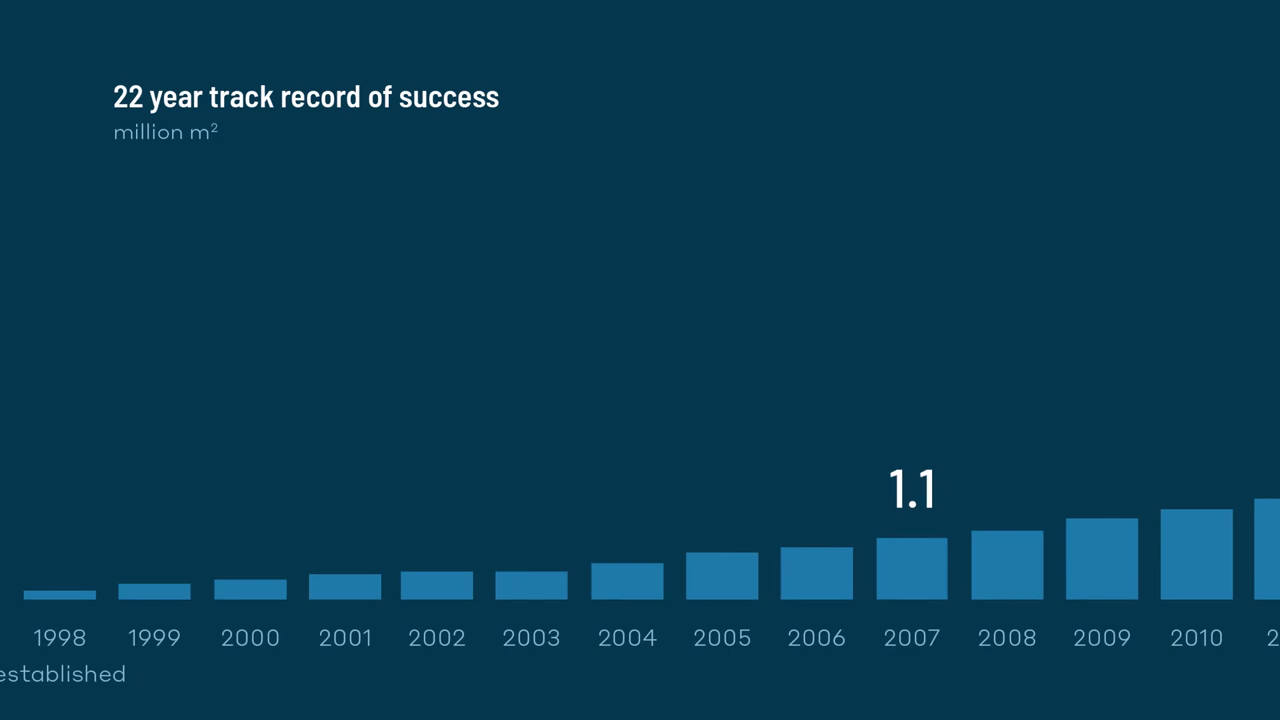 22 year track record of success
million m²
1.1
1998 1999 2000 2001 2002 2003 2004 2005 2006 2007 2008 2009 2010 2
established